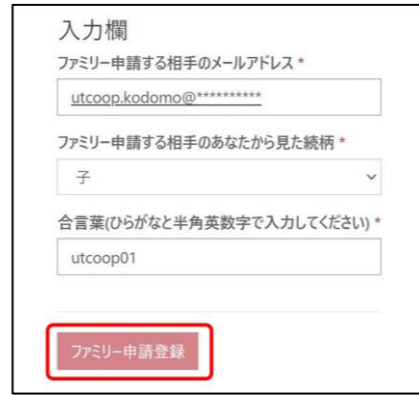 入力欄
ファミリー申請する相手のメールアドレス *
utcoop.kodomo@**********
ファミリー申請する相手のあなたから見た続柄 *
子
合言葉(ひらがなと半角英数字で入力してください) *
utcoop01
ファミリー申請登録